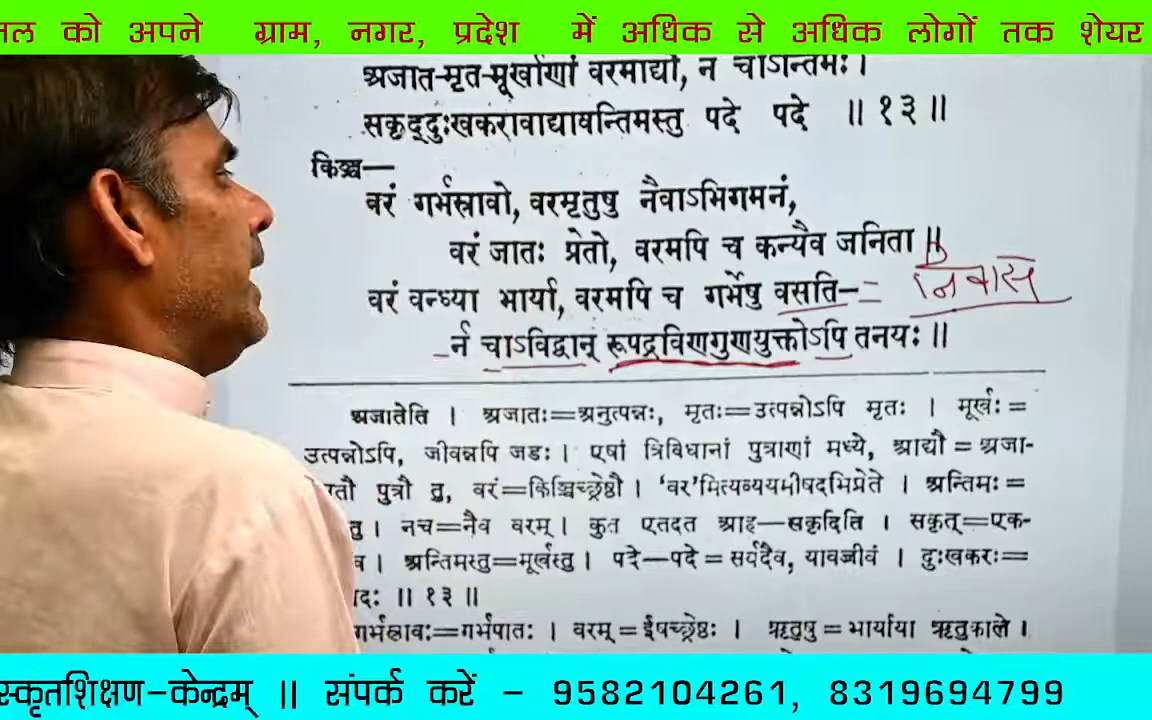 को अपने ग्राम, नगर, प्रदेश में अधिक से अधिक लोगों तक शेयर
अजात-मृत-मूर्खाणां वरमाद्यौ, न चाऽन्तिमः ।
सकृद्दुःखकरावाद्यावन्तिमस्तु पदे पदे ॥ १३ ॥
किञ्च—
वरं गर्भस्रावो, वरमृतुषु नैवाऽभिगमनं,
वरं जातः प्रेतो, वरमपि च कन्यैव जनिता ॥
वरं वन्ध्या भार्या, वरमपि च गर्भेषु वसति- = निवास
र्न चाऽविद्वान् रूपद्रविणगुणयुक्तोऽपि तनयः ॥
अजातेति । अजातः=अनुत्पन्नः, मृतः=उत्पन्नोऽपि मृतः । मूर्खः=
उत्पन्नोऽपि, जीवन्नपि जडः । एषां त्रिविधानां पुत्राणां मध्ये, आद्यौ = अजा-
पुत्रौ तु, वरं=किञ्चिच्छ्रेष्ठौ । 'वर'मित्यव्ययमीषदभिप्रेते । अन्तिमः=
। नच=नैव वरम् । कुत एतदत आह—सकृदिति । सकृत्=एक-
। अन्तिमस्तु=मूर्खस्तु । पदे—पदे = सर्वदैव, यावज्जीवं । दुःखकरः=
॥ १३ ॥
गर्भस्रावः=गर्भपातः । वरम् = ईषच्छ्रेष्ठः । ऋतुषु = भार्याया ऋतुकाले ।
स्कृतशिक्षण-केन्द्रम् ॥ संपर्क करें - 9582104261, 8319694799